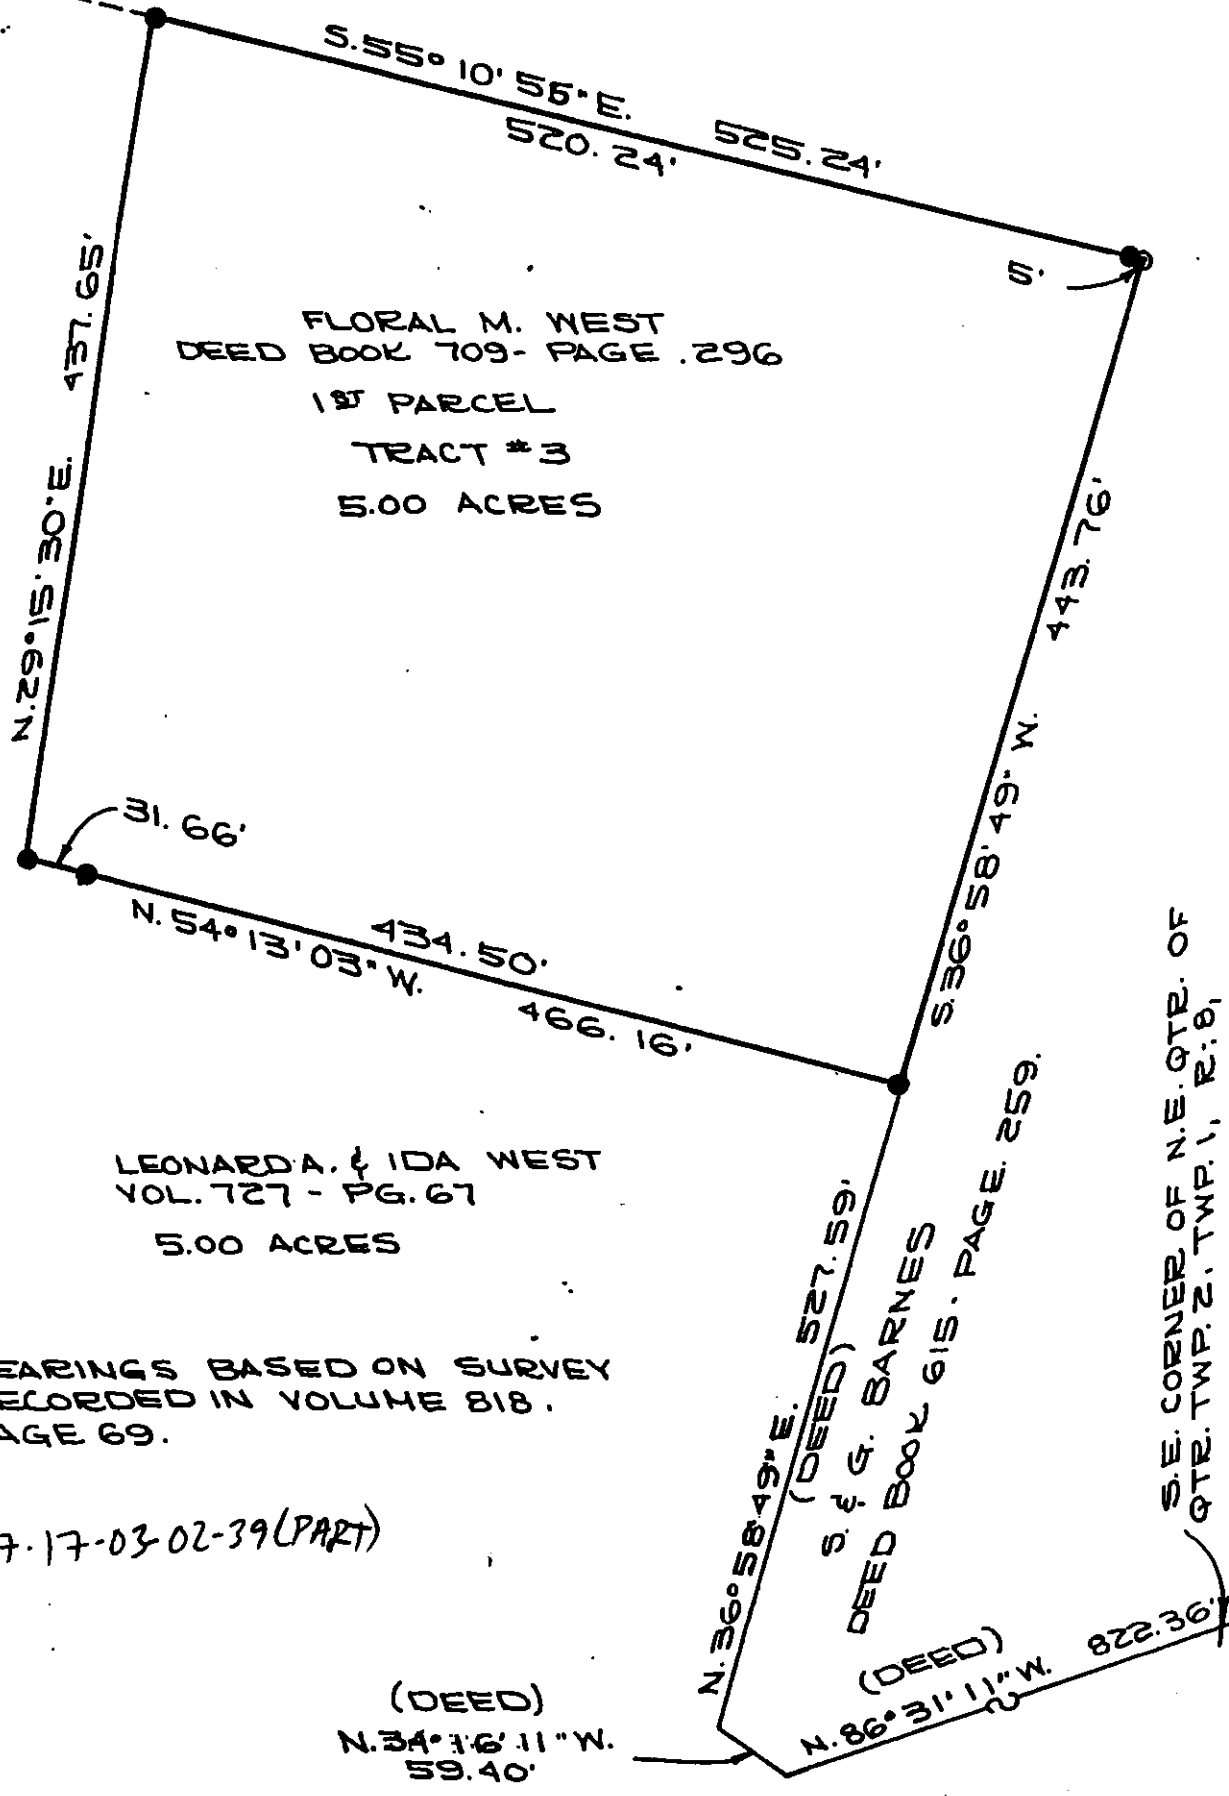 S.55° 10' 55" E.
520.24'
525.24'
5'
N.29°15'30"E. 437.65'
FLORAL M. WEST
DEED BOOK 709- PAGE .296
1ST PARCEL
TRACT #3
5.00 ACRES
S.36°58'49" W. 443.76'
31.66'
N. 54° 13' 03" W.
434.50'
466.16'
LEONARD A. & IDA WEST
VOL. 727 - PG. 67
5.00 ACRES
EARINGS BASED ON SURVEY
ECORDED IN VOLUME 818.
AGE 69.
7-17-03-02-39 (PART)
N.36°58'49"E. 527.59'
(DEED)
S. & G. BARNES
DEED BOOK 615. PAGE 259.
S.E. CORNER OF N.E. QTR. OF
QTR. TWP. 2, TWP. 1, R. 8,
(DEED)
N.86°31'11"W. 822.36'
(DEED)
N.34°16'11"W.
59.40'